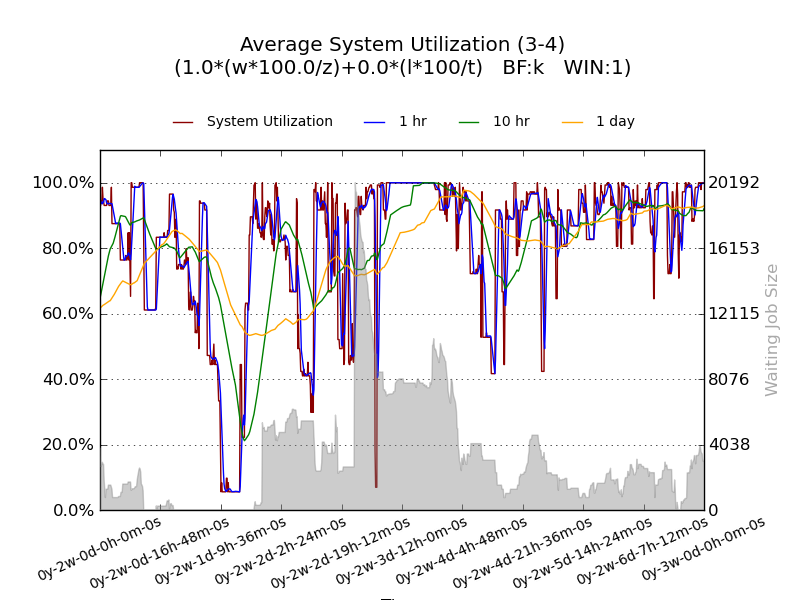 Average System Utilization (3-4)
(1.0*(w*100.0/z)+0.0*(l*100/t) BF:k WIN:1)
System Utilization 1 hr 10 hr 1 day
100.0% 20192
80.0% 16153
60.0% 12115
40.0% 8076
20.0% 4038
0.0% 0
Waiting Job Size
0y-2w-0d-0h-0m-0s
0y-2w-0d-16h-48m-0s
0y-2w-1d-9h-36m-0s
0y-2w-2d-2h-24m-0s
0y-2w-2d-19h-12m-0s
0y-2w-3d-12h-0m-0s
0y-2w-4d-4h-48m-0s
0y-2w-4d-21h-36m-0s
0y-2w-5d-14h-24m-0s
0y-2w-6d-7h-12m-0s
0y-3w-0d-0h-0m-0s